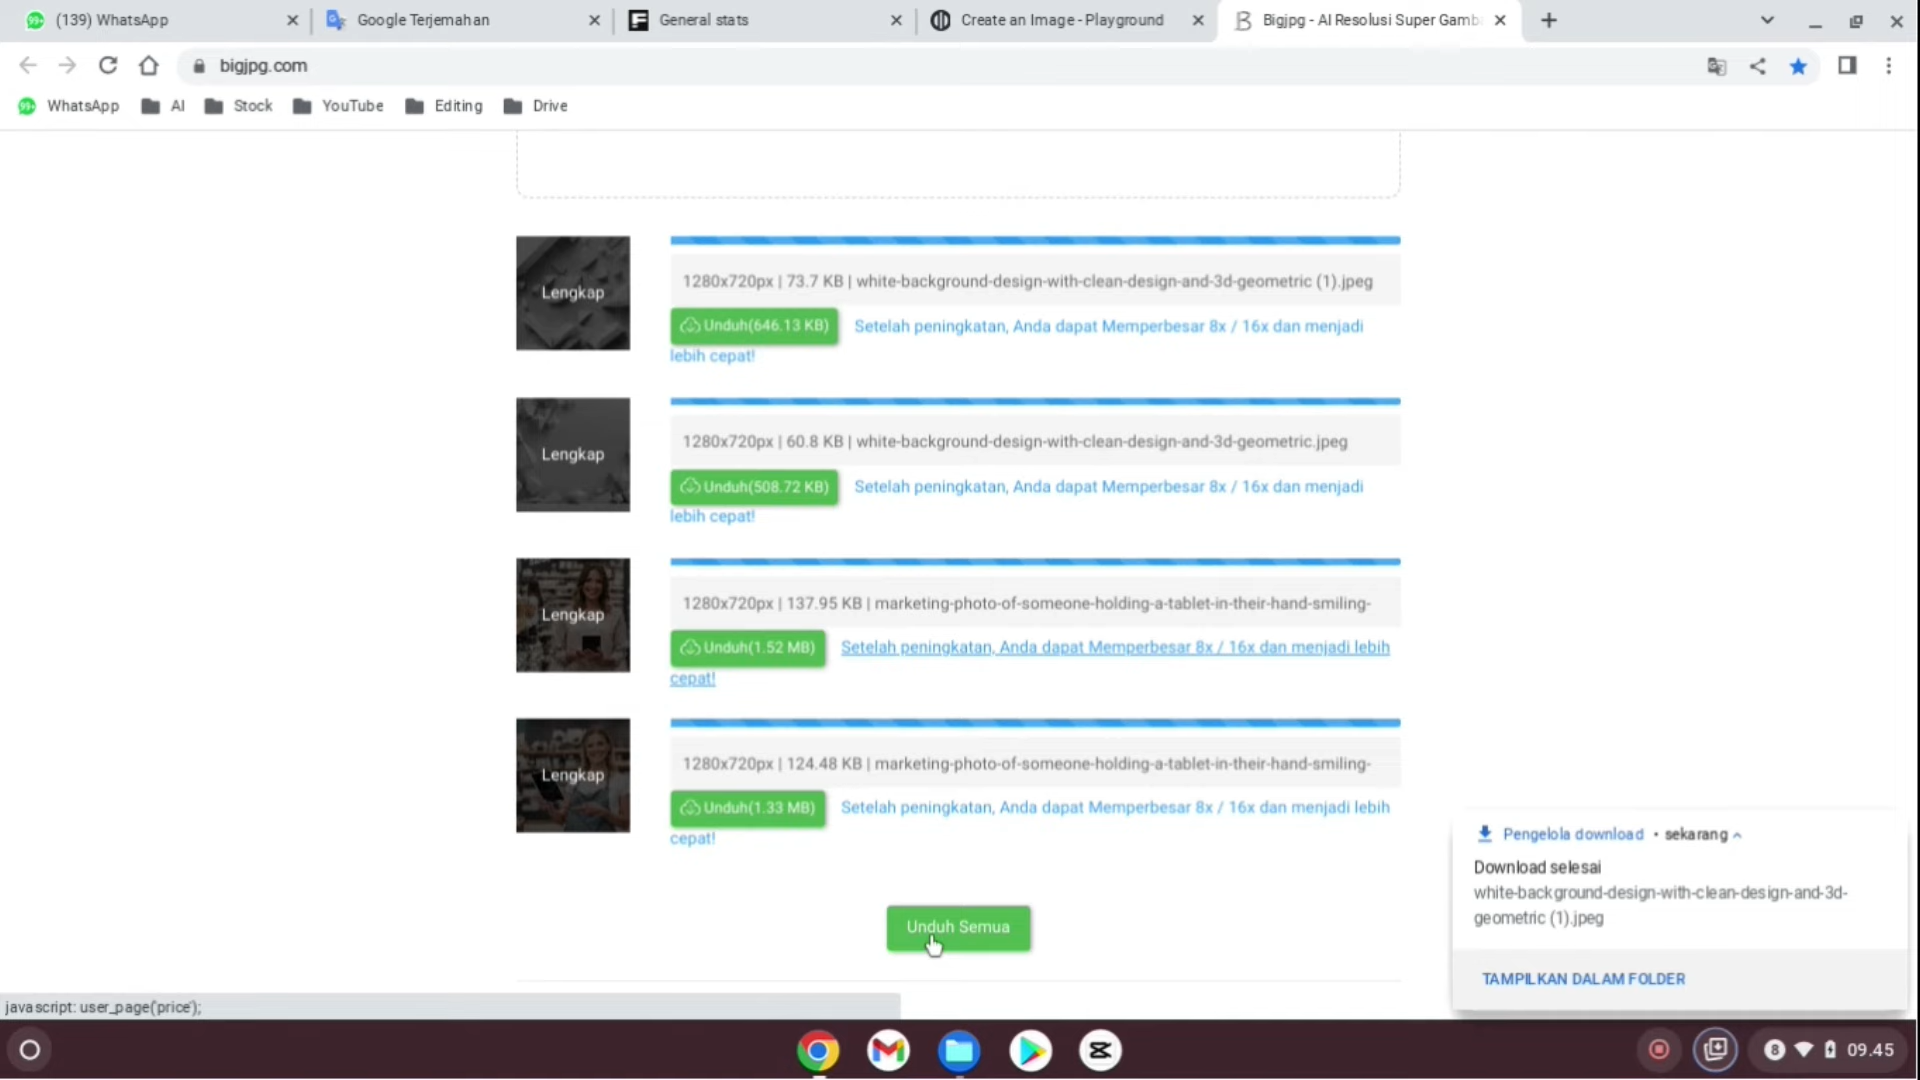 (139) WhatsApp
Google Terjemahan
General stats
Create an Image - Playground
Bigjpg - AI Resolusi Super Gamb
bigjpg.com
WhatsApp
AI
Stock
YouTube
Editing
Drive
Lengkap
1280x720px | 73.7 KB | white-background-design-with-clean-design-and-3d-geometric (1).jpeg
Unduh(646.13 KB)
Setelah peningkatan, Anda dapat Memperbesar 8x / 16x dan menjadi
lebih cepat!
Lengkap
1280x720px | 60.8 KB | white-background-design-with-clean-design-and-3d-geometric.jpeg
Unduh(508.72 KB)
Setelah peningkatan, Anda dapat Memperbesar 8x / 16x dan menjadi
lebih cepat!
Lengkap
1280x720px | 137.95 KB | marketing-photo-of-someone-holding-a-tablet-in-their-hand-smiling-
Unduh(1.52 MB)
Setelah peningkatan, Anda dapat Memperbesar 8x / 16x dan menjadi lebih
cepat!
Lengkap
1280x720px | 124.48 KB | marketing-photo-of-someone-holding-a-tablet-in-their-hand-smiling-
Unduh(1.33 MB)
Setelah peningkatan, Anda dapat Memperbesar 8x / 16x dan menjadi lebih
cepat!
Unduh Semua
Pengelola download • sekarang
Download selesai
white-background-design-with-clean-design-and-3d-
geometric (1).jpeg
TAMPILKAN DALAM FOLDER
javascript: user_page('price');
8
09.45